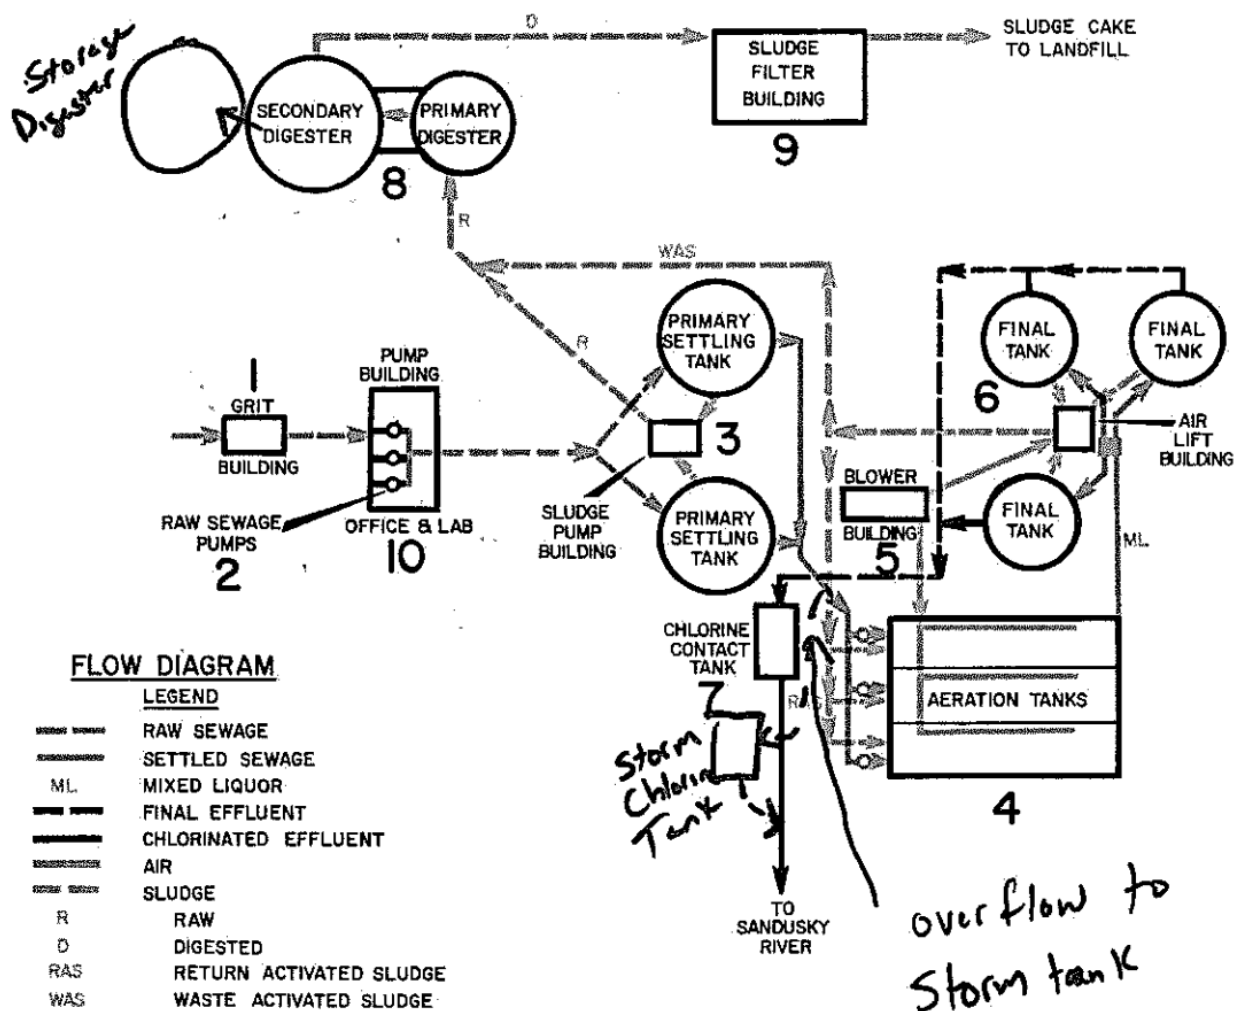 D
SLUDGE CAKE
TO LANDFILL
Storage
Digester
SECONDARY
DIGESTER
PRIMARY
DIGESTER
8
SLUDGE
FILTER
BUILDING
9
R
WAS
R
PRIMARY
SETTLING
TANK
FINAL
TANK
FINAL
TANK
6
AIR
LIFT
BUILDING
1
GRIT
BUILDING
PUMP
BUILDING
3
RAW SEWAGE
PUMPS
2
OFFICE & LAB
10
SLUDGE
PUMP
BUILDING
PRIMARY
SETTLING
TANK
BLOWER
BUILDING
5
FINAL
TANK
ML
CHLORINE
CONTACT
TANK
7
RAS
AERATION TANKS
4
Storm
Chlorine
Tank
TO
SANDUSKY
RIVER
overflow to
Storm tank
FLOW DIAGRAM
LEGEND
RAW SEWAGE
SETTLED SEWAGE
ML MIXED LIQUOR
FINAL EFFLUENT
CHLORINATED EFFLUENT
AIR
SLUDGE
R RAW
D DIGESTED
RAS RETURN ACTIVATED SLUDGE
WAS WASTE ACTIVATED SLUDGE